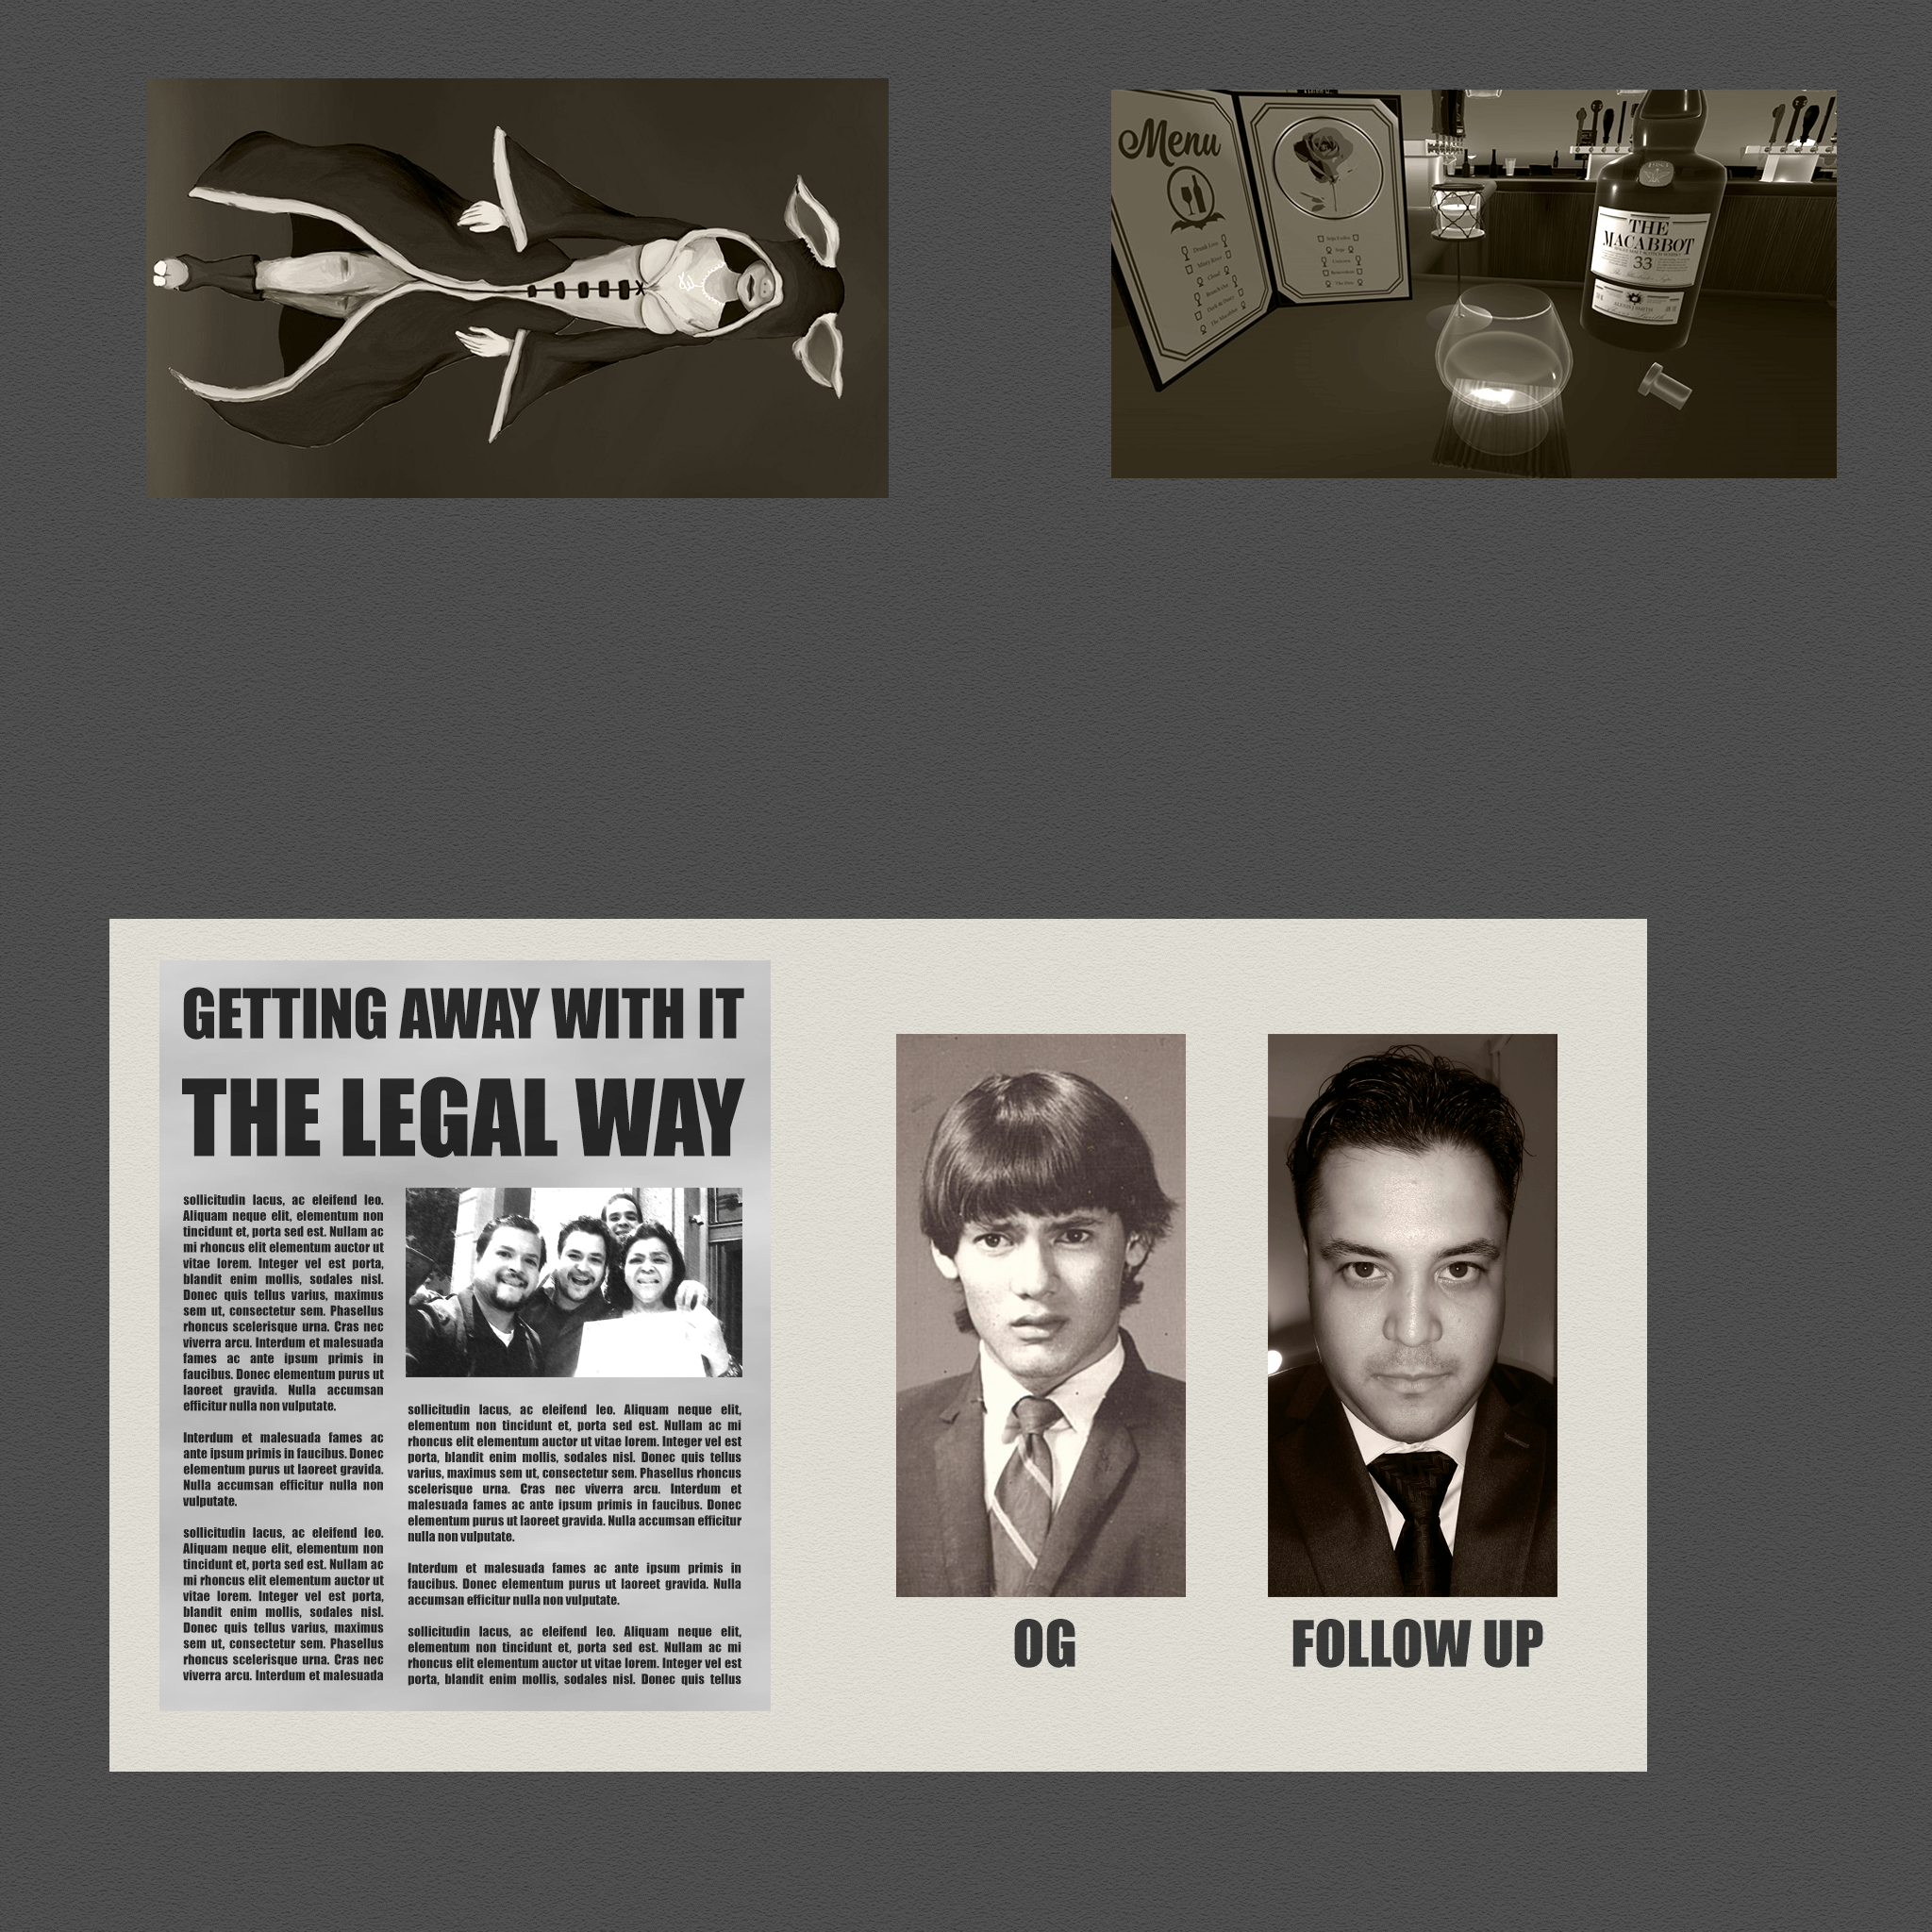 Menu
Cloud
THE
MACABBOT
33
GETTING AWAY WITH IT
THE LEGAL WAY
sollicitudin lacus, ac eleifend leo.
Aliquam neque elit, elementum non
tincidunt et, porta sed est. Nullam ac
mi rhoncus elit elementum auctor ut
vitae lorem. Integer vel est porta,
blandit enim mollis, sodales nisl.
Donec quis tellus varius, maximus
sem ut, consectetur sem. Phasellus
rhoncus scelerisque urna. Cras nec
viverra arcu. Interdum et malesuada
fames ac ante ipsum primis in
faucibus. Donec elementum purus ut
laoreet gravida. Nulla accumsan
efficitur nulla non vulputate.
Interdum et malesuada fames ac
ante ipsum primis in faucibus. Donec
elementum purus ut laoreet gravida.
Nulla accumsan efficitur nulla non
vulputate.
sollicitudin lacus, ac eleifend leo.
Aliquam neque elit, elementum non
tincidunt et, porta sed est. Nullam ac
mi rhoncus elit elementum auctor ut
vitae lorem. Integer vel est porta,
blandit enim mollis, sodales nisl.
Donec quis tellus varius, maximus
sem ut, consectetur sem. Phasellus
rhoncus scelerisque urna. Cras nec
viverra arcu. Interdum et malesuada
sollicitudin lacus, ac eleifend leo. Aliquam neque elit,
elementum non tincidunt et, porta sed est. Nullam ac mi
rhoncus elit elementum auctor ut vitae lorem. Integer vel est
porta, blandit enim mollis, sodales nisl. Donec quis tellus
varius, maximus sem ut, consectetur sem. Phasellus rhoncus
scelerisque urna. Cras nec viverra arcu. Interdum et
malesuada fames ac ante ipsum primis in faucibus. Donec
elementum purus ut laoreet gravida. Nulla accumsan efficitur
nulla non vulputate.
Interdum et malesuada fames ac ante ipsum primis in
faucibus. Donec elementum purus ut laoreet gravida. Nulla
accumsan efficitur nulla non vulputate.
sollicitudin lacus, ac eleifend leo. Aliquam neque elit,
elementum non tincidunt et, porta sed est. Nullam ac mi
rhoncus elit elementum auctor ut vitae lorem. Integer vel est
porta, blandit enim mollis, sodales nisl. Donec quis tellus
OG
FOLLOW UP